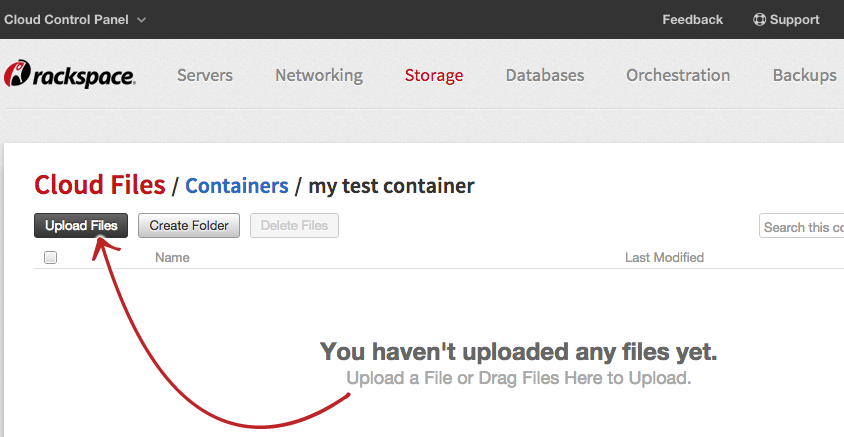 Cloud Control Panel
Feedback
Support
rackspace.
Servers
Networking
Storage
Databases
Orchestration
Backups
Cloud Files / Containers / my test container
Upload Files
Create Folder
Delete Files
Search this co
Name
Last Modified
You haven't uploaded any files yet.
Upload a File or Drag Files Here to Upload.